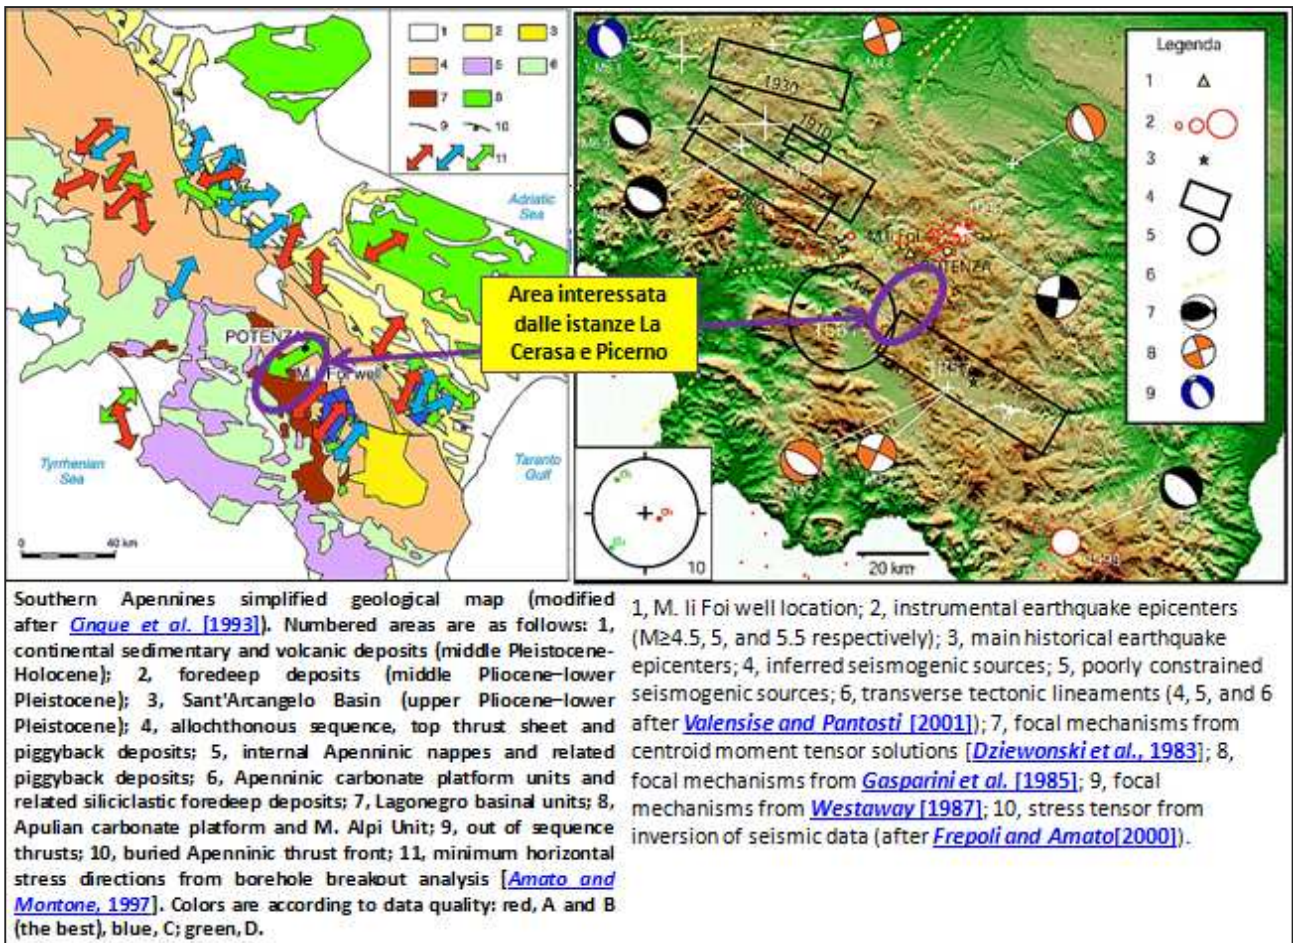 1
2
3
4
5
6
7
8
9
10
11
Adriatic
Sea
POTENZA
M. li Foi well
Tyrrhenian
Sea
Taranto
Gulf
0
40 km
Area interessata
dalle istanze La
Cerasa e Picerno
1930
1910
M. li Foi
Legenda
1
2
3
4
5
6
7
8
9
10
20 km
1998
Southern Apennines simplified geological map (modified
after Cinque et al. [1993]). Numbered areas are as follows: 1,
continental sedimentary and volcanic deposits (middle Pleistocene-
Holocene); 2, foredeep deposits (middle Pliocene–lower
Pleistocene); 3, Sant'Arcangelo Basin (upper Pliocene–lower
Pleistocene); 4, allochthonous sequence, top thrust sheet and
piggyback deposits; 5, internal Apenninic nappes and related
piggyback deposits; 6, Apenninic carbonate platform units and
related siliciclastic foredeep deposits; 7, Lagonegro basinal units; 8,
Apulian carbonate platform and M. Alpi Unit; 9, out of sequence
thrusts; 10, buried Apenninic thrust front; 11, minimum horizontal
stress directions from borehole breakout analysis [Amato and
Montone, 1997]. Colors are according to data quality: red, A and B
(the best), blue, C; green, D.
1, M. li Foi well location; 2, instrumental earthquake epicenters
(M≥4.5, 5, and 5.5 respectively); 3, main historical earthquake
epicenters; 4, inferred seismogenic sources; 5, poorly constrained
seismogenic sources; 6, transverse tectonic lineaments (4, 5, and 6
after Valensise and Pantosti [2001]); 7, focal mechanisms from
centroid moment tensor solutions [Dziewonski et al., 1983]; 8,
focal mechanisms from Gasparini et al. [1985]; 9, focal
mechanisms from Westaway [1987]; 10, stress tensor from
inversion of seismic data (after Frepoli and Amato[2000]).